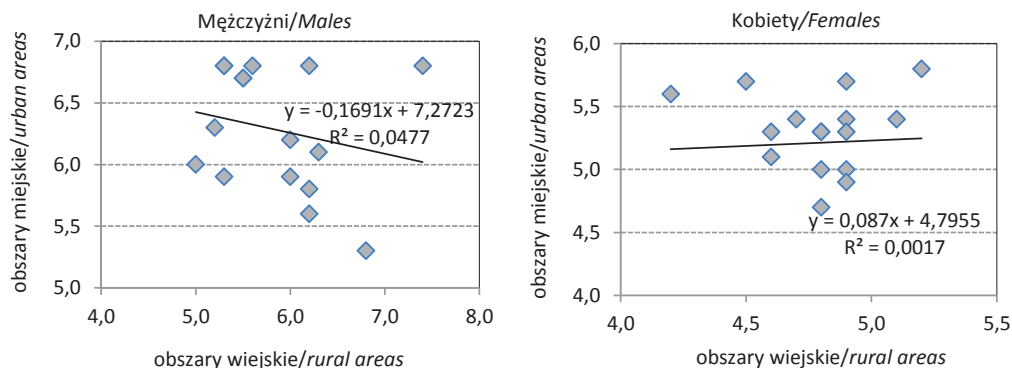 Mężczyżni/Males
7,0
6,5
6,0
5,5
5,0
obszary miejskie/urban areas
y = -0,1691x + 7,2723
R² = 0,0477
4,0 5,0 6,0 7,0 8,0
obszary wiejskie/rural areas
Kobiety/Females
6,0
5,5
5,0
4,5
4,0
obszary miejskie/urban areas
y = 0,087x + 4,7955
R² = 0,0017
4,0 4,5 5,0 5,5
obszary wiejskie/rural areas